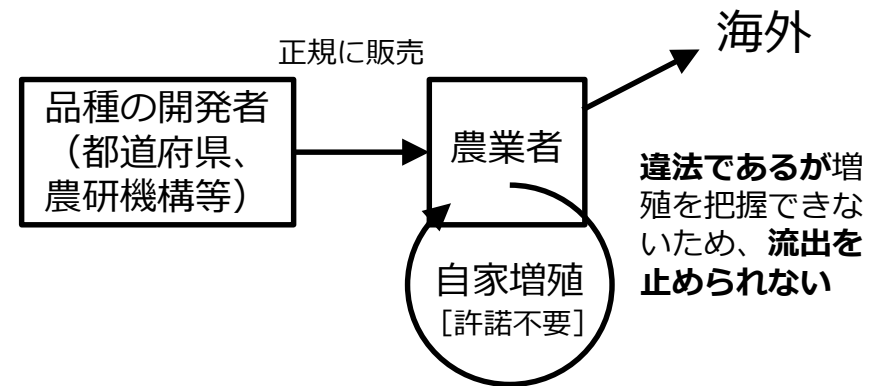 海外
正規に販売
品種の開発者
（都道府県、
農研機構等）
農業者
違法であるが増
殖を把握できな
いため、流出を
止められない
自家増殖
［許諾不要］